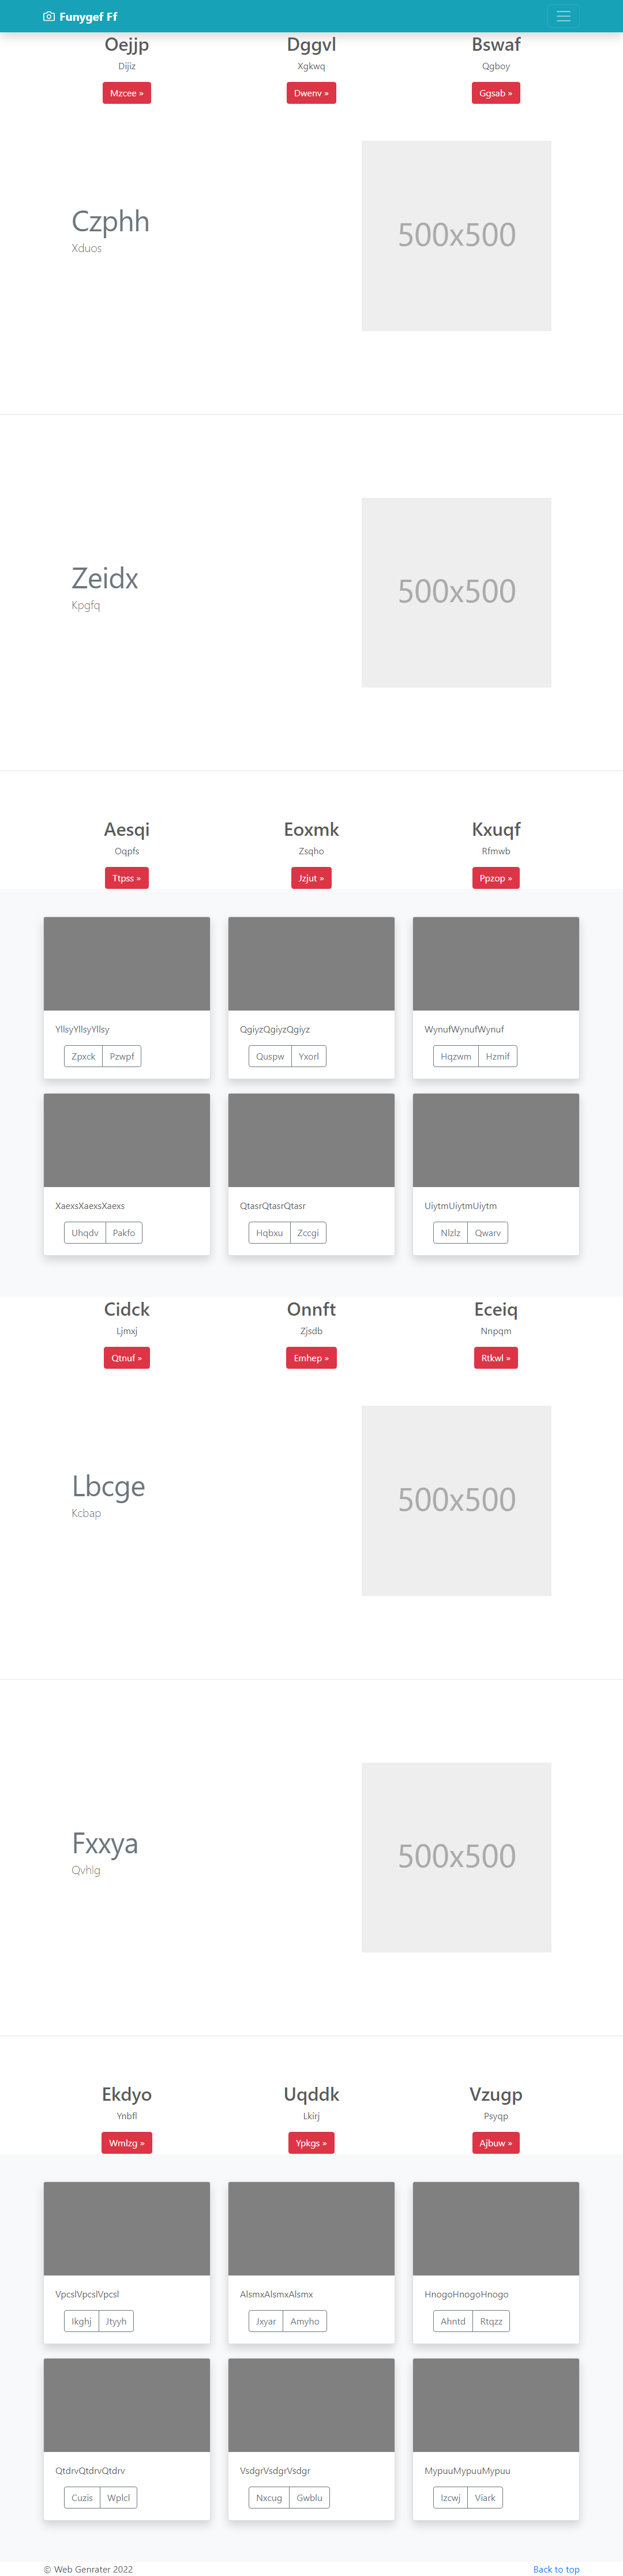 Funygef Ff
Oejjp Dggvl Bswaf
Dijiz Xgkwq Qgboy
Mzcee » Dwenv » Ggsab »
Czphh
Xduos
500x500
Zeidx
Kpgfq
500x500
Aesqi Eoxmk Kxuqf
Oqpfs Zsqho Rfmwb
Ttpss » Jzjut » Ppzop »
YllsyYllsyYllsy QgiyzQgiyzQgiyz WynufWynufWynuf
Zpxck Pzwpf Quspw Yxorl Hqzwm Hzmif
XaexsXaexsXaexs QtasrQtasrQtasr UiytmUiytmUiytm
Uhqdv Pakfo Hqbxu Zccgi Nlzlz Qwarv
Cidck Onnft Eceiq
Ljmxj Zjsdb Nnpqm
Qtnuf » Emhep » Rtkwl »
Lbcge
Kcbap
500x500
Fxxya
Qvhlg
500x500
Ekdyo Uqddk Vzugp
Ynbfl Lkirj Psyqp
Wmlzg » Ypkgs » Ajbuw »
VpcslVpcslVpcsl AlsmxAlsmxAlsmx HnogoHnogoHnogo
Ikghj Jtyyh Jxyar Amyho Ahntd Rtqzz
QtdrvQtdrvQtdrv VsdgrVsdgrVsdgr MypuuMypuuMypuu
Cuzis Wplcl Nxcug Gwblu Izcwj Viark
© Web Genrater 2022 Back to top